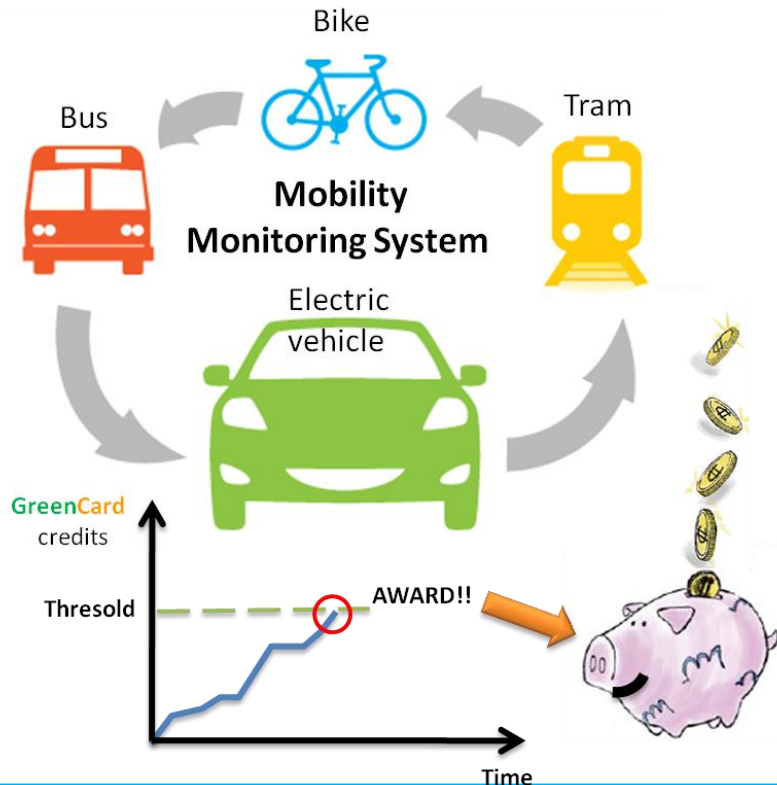 Bike
Bus
Tram
Mobility
Monitoring System
Electric
vehicle
GreenCard
credits
Thresold
AWARD!!
Time